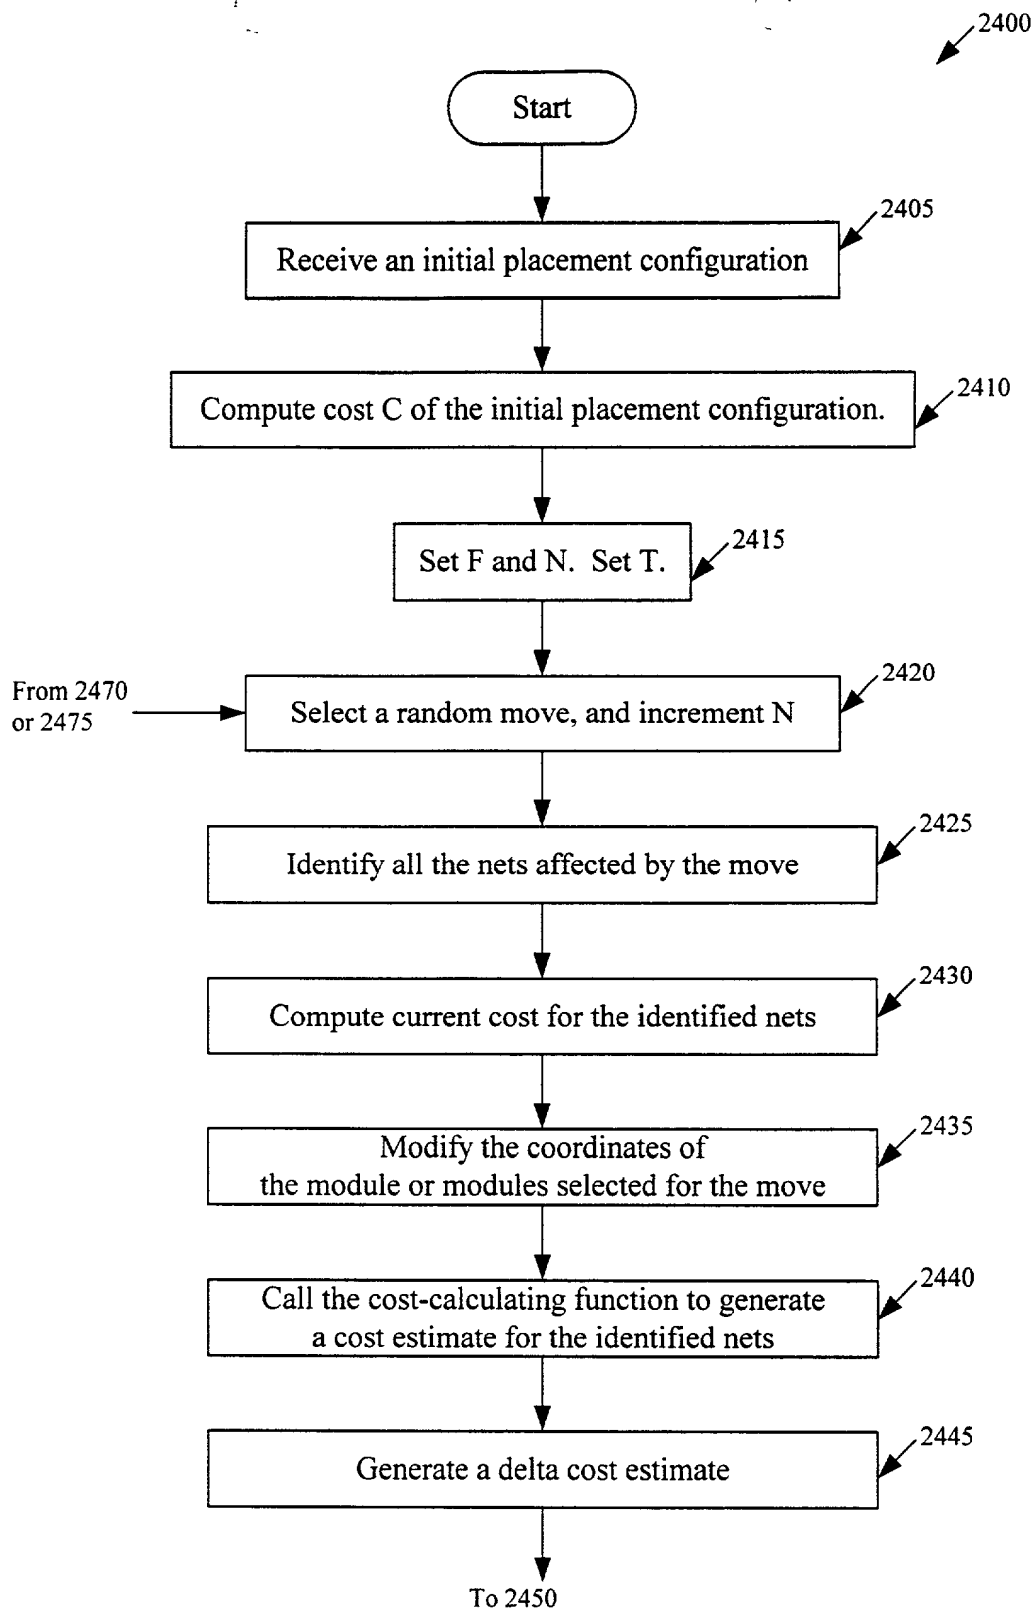 2400
Start
2405
Receive an initial placement configuration
2410
Compute cost C of the initial placement configuration.
2415
Set F and N. Set T.
From 2470
or 2475
2420
Select a random move, and increment N
2425
Identify all the nets affected by the move
2430
Compute current cost for the identified nets
2435
Modify the coordinates of
the module or modules selected for the move
2440
Call the cost-calculating function to generate
a cost estimate for the identified nets
2445
Generate a delta cost estimate
To 2450